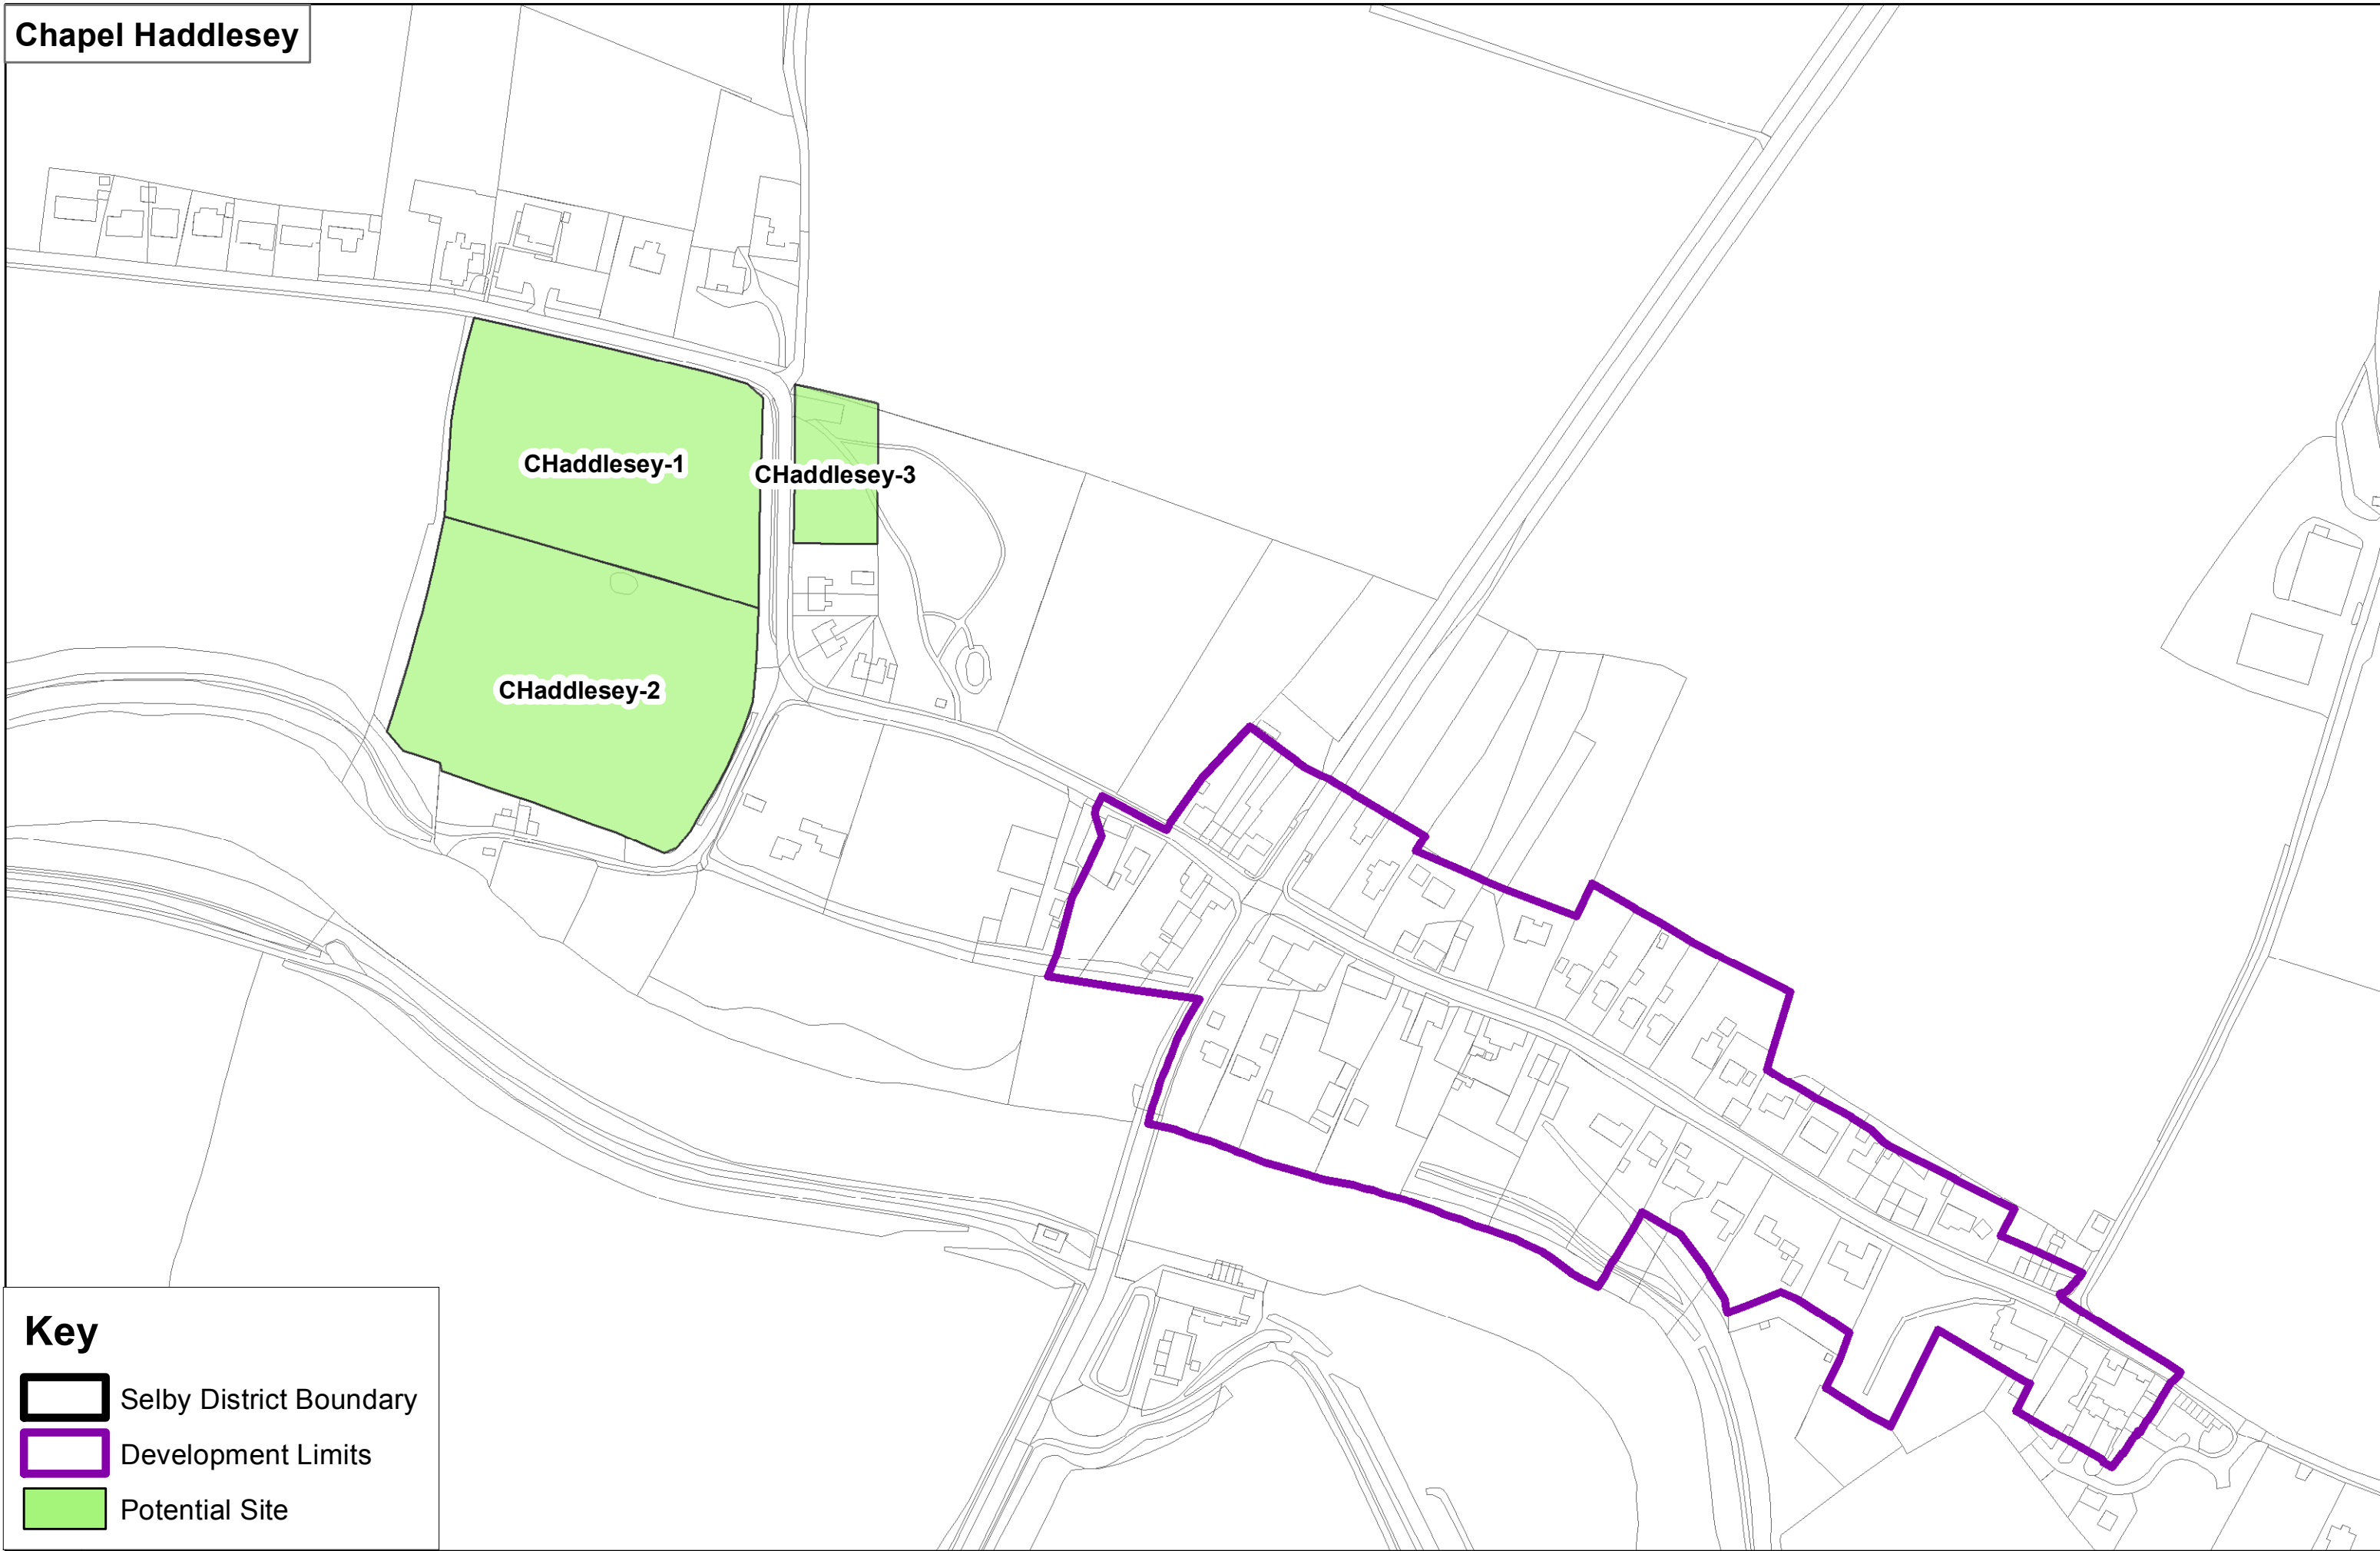 Chapel Haddlesey
CHaddlesey-1
CHaddlesey-3
CHaddlesey-2
Key
Selby District Boundary
Development Limits
Potential Site